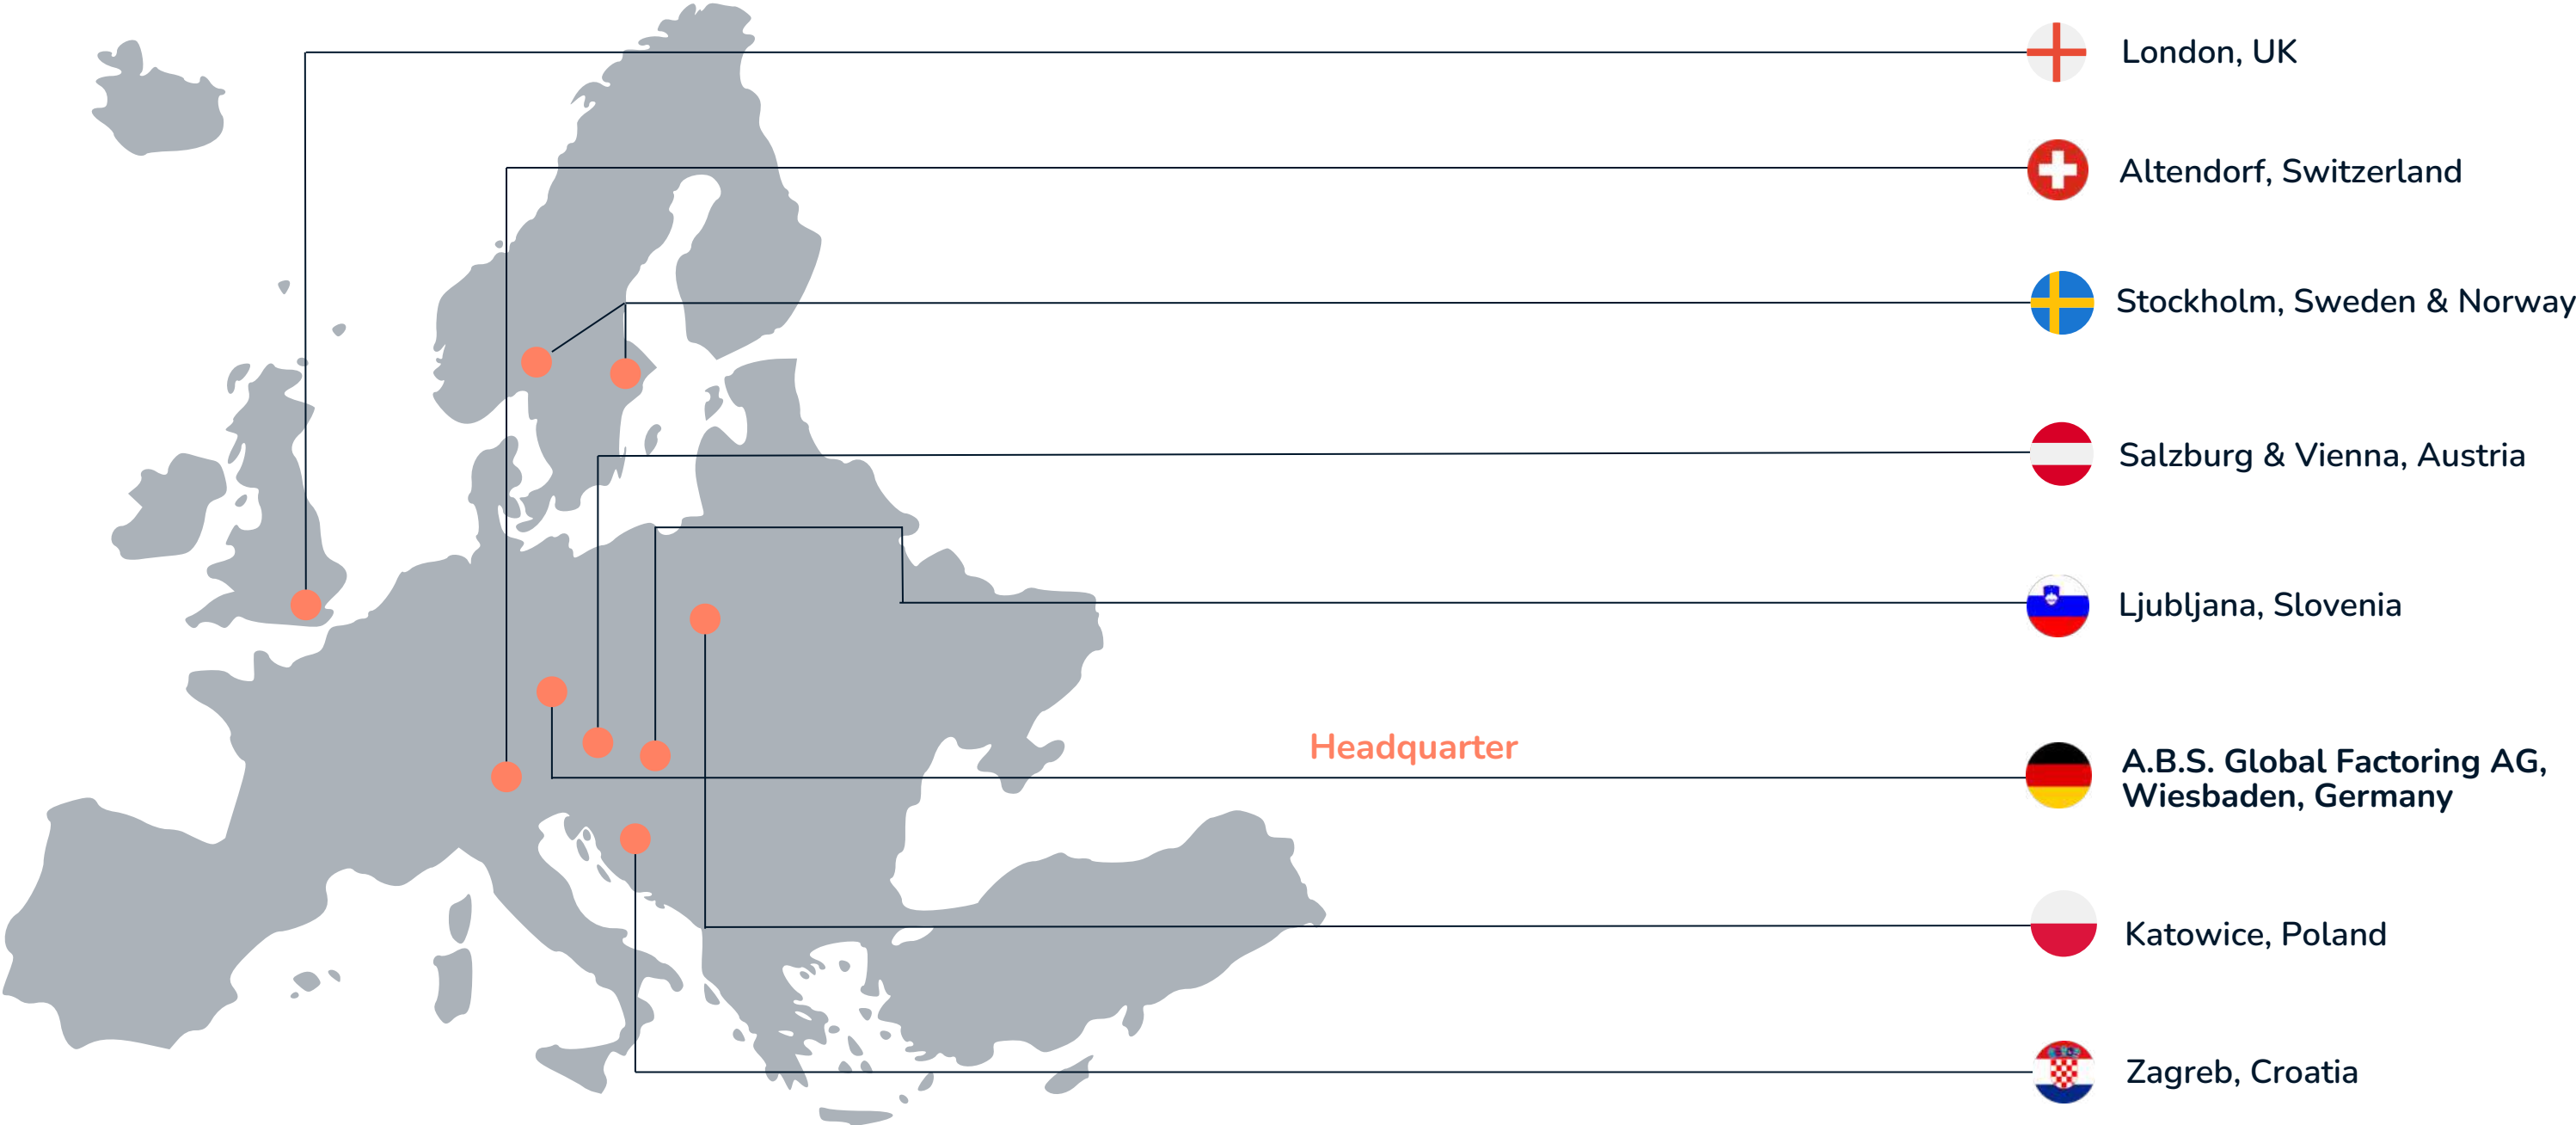 London, UK
Altendorf, Switzerland
Stockholm, Sweden & Norway
Salzburg & Vienna, Austria
Ljubljana, Slovenia
Headquarter
A.B.S. Global Factoring AG,
Wiesbaden, Germany
Katowice, Poland
Zagreb, Croatia